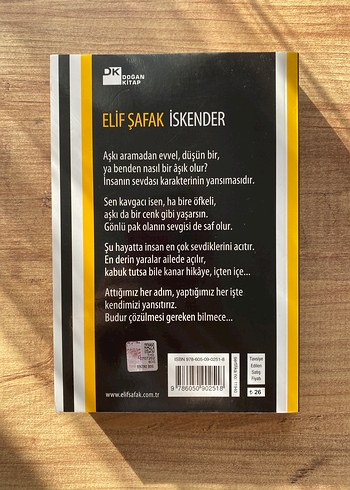 DK
DOĞAN
KİTAP
ELİF ŞAFAK İSKENDER
Aşkı aramadan evvel, düşün bir,
ya benden nasıl bir âşık olur?
İnsanın sevdası karakterinin yansımasıdır.
Sen kavgacı isen, ha bire öfkeli,
aşkı da bir cenk gibi yaşarsın.
Gönlü pak olanın sevgisi de saf olur.
Şu hayatta insan en çok sevdiklerini acıtır.
En derin yaralar ailede açılır,
kabuk tutsa bile kanar hikâye, içten içe...
Attığımız her adım, yaptığımız her işte
kendimizi yansıtırız.
Budur çözülmesi gereken bilmece...
www.elifsafak.com.tr
ISBN 978-605-09-0251-8
9 786050 902518
Tavsiye
Edilen
Satış
Fiyatı
₺ 26